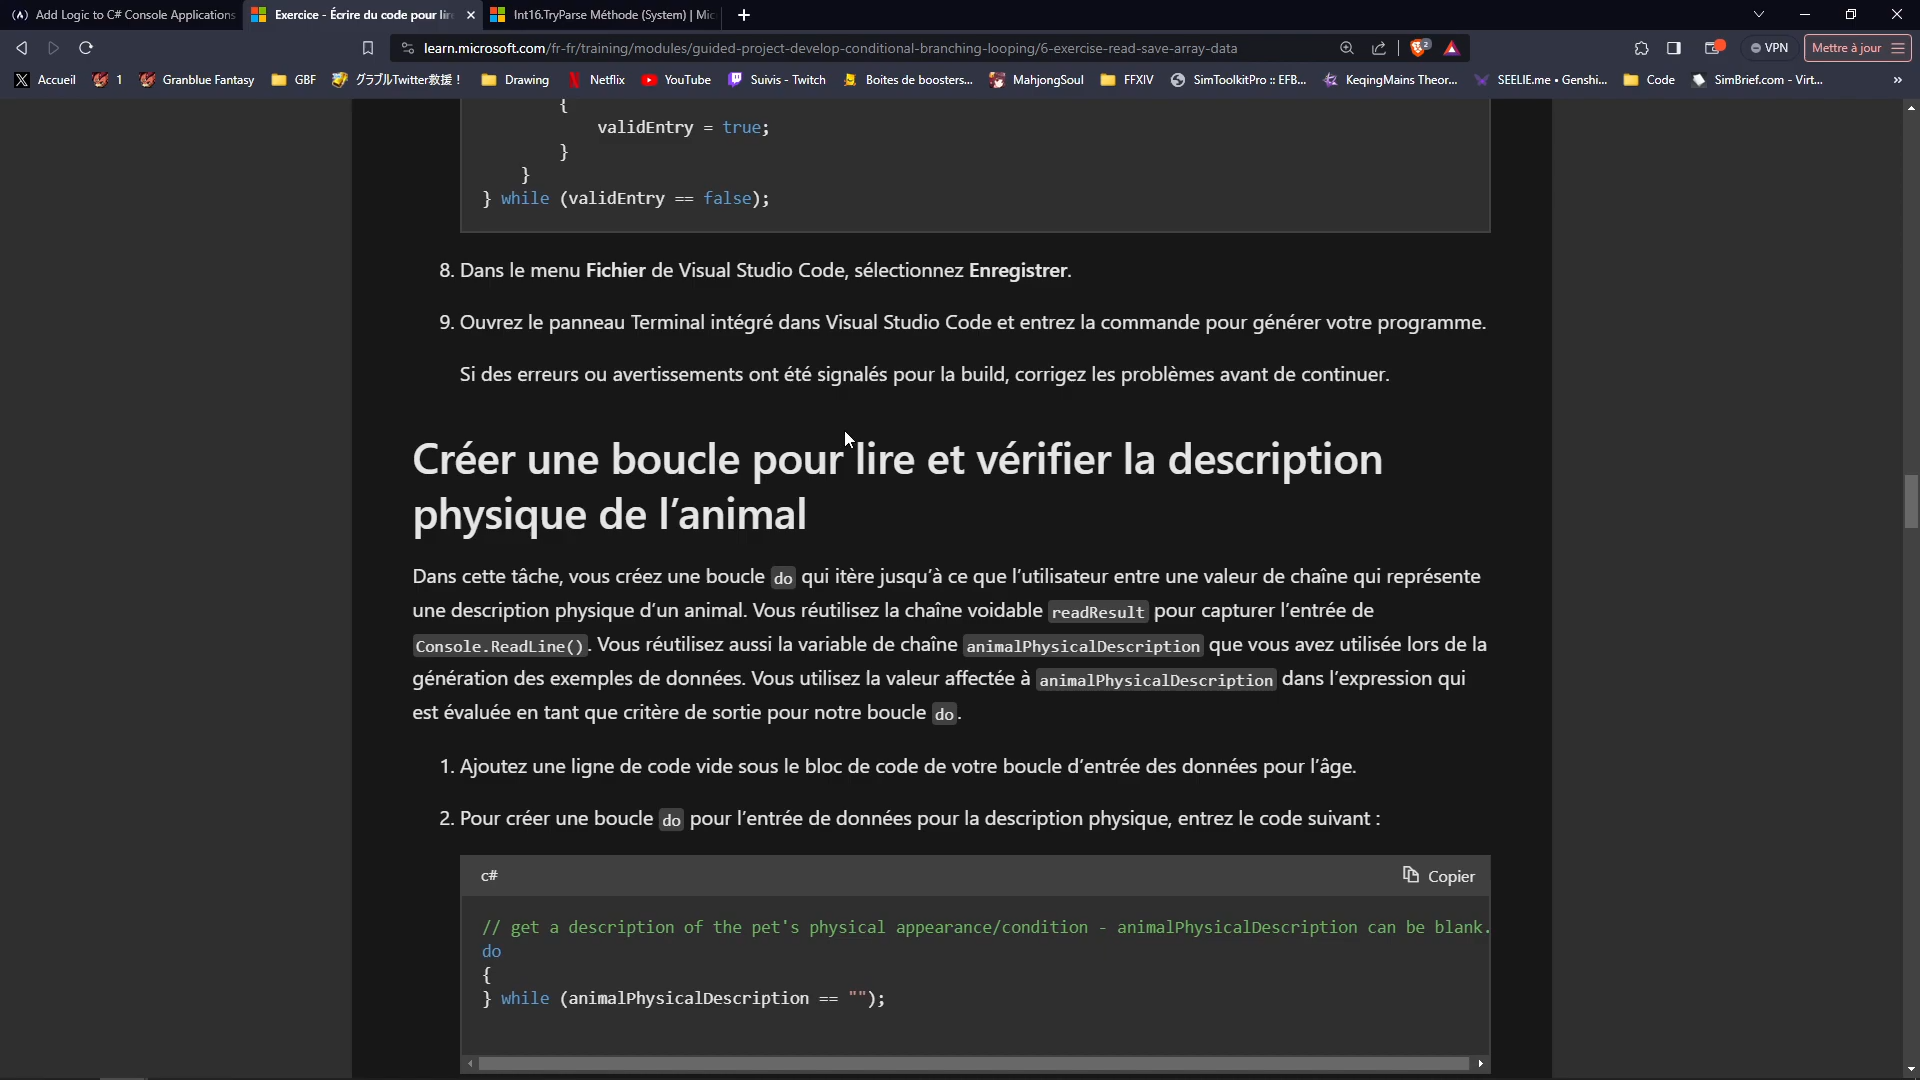 Add Logic to C# Console Applications
Exercice - Écrire du code pour lire
Int16.TryParse Méthode (System) | Mic
learn.microsoft.com/fr-fr/training/modules/guided-project-develop-conditional-branching-looping/6-exercise-read-save-array-data
2
VPN
Mettre à jour
Accueil
1
Granblue Fantasy
GBF
グラブルTwitter救援！
Drawing
Netflix
YouTube
Suivis - Twitch
Boites de boosters...
MahjongSoul
FFXIV
SimToolkitPro :: EFB...
KeqingMains Theor...
SEELIE.me • Genshi...
Code
SimBrief.com - Virt...
»
{
validEntry = true;
}
}
} while (validEntry == false);
8. Dans le menu Fichier de Visual Studio Code, sélectionnez Enregistrer.
9. Ouvrez le panneau Terminal intégré dans Visual Studio Code et entrez la commande pour générer votre programme.
Si des erreurs ou avertissements ont été signalés pour la build, corrigez les problèmes avant de continuer.
Créer une boucle pour lire et vérifier la description
physique de l’animal
Dans cette tâche, vous créez une boucle do qui itère jusqu’à ce que l’utilisateur entre une valeur de chaîne qui représente
une description physique d’un animal. Vous réutilisez la chaîne voidable readResult pour capturer l’entrée de
Console.ReadLine(). Vous réutilisez aussi la variable de chaîne animalPhysicalDescription que vous avez utilisée lors de la
génération des exemples de données. Vous utilisez la valeur affectée à animalPhysicalDescription dans l’expression qui
est évaluée en tant que critère de sortie pour notre boucle do.
1. Ajoutez une ligne de code vide sous le bloc de code de votre boucle d’entrée des données pour l’âge.
2. Pour créer une boucle do pour l’entrée de données pour la description physique, entrez le code suivant :
c#
Copier
// get a description of the pet's physical appearance/condition - animalPhysicalDescription can be blank.
do
{
} while (animalPhysicalDescription == "");